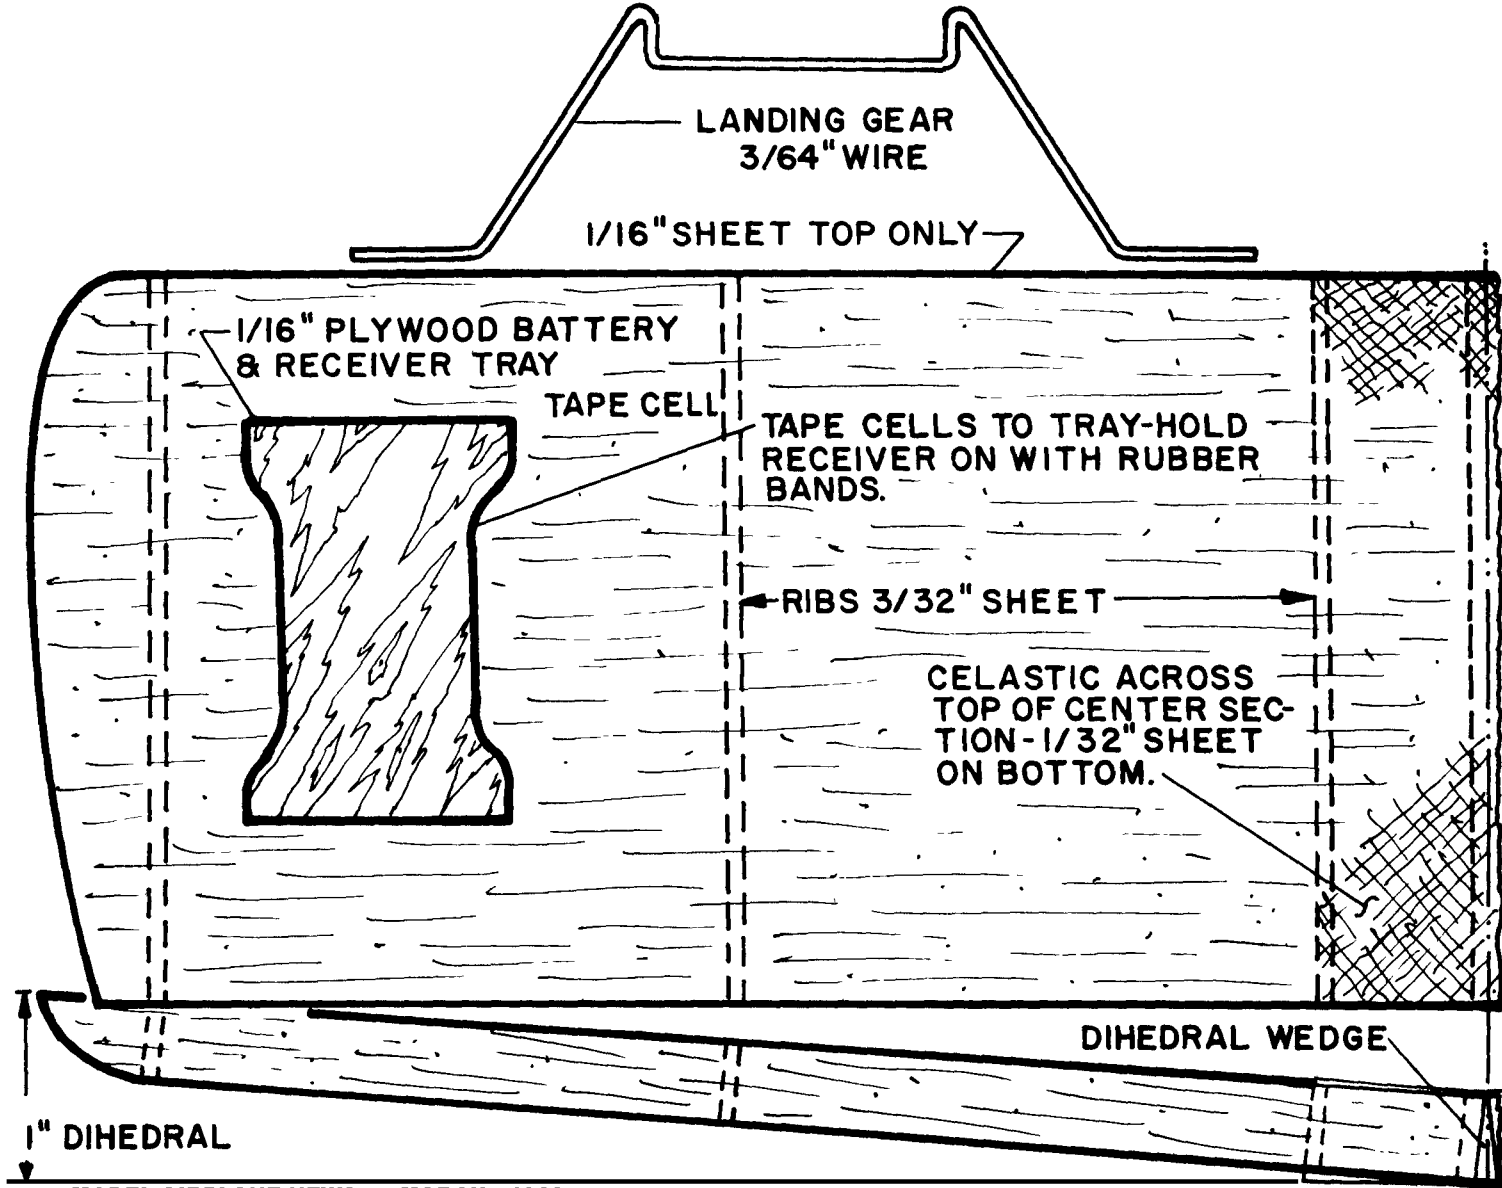 LANDING GEAR
3/64" WIRE
1/16" SHEET TOP ONLY
1/16" PLYWOOD BATTERY
& RECEIVER TRAY
TAPE CELL
TAPE CELLS TO TRAY-HOLD
RECEIVER ON WITH RUBBER
BANDS.
RIBS 3/32" SHEET
CELASTIC ACROSS
TOP OF CENTER SEC-
TION-1/32" SHEET
ON BOTTOM.
DIHEDRAL WEDGE
1" DIHEDRAL